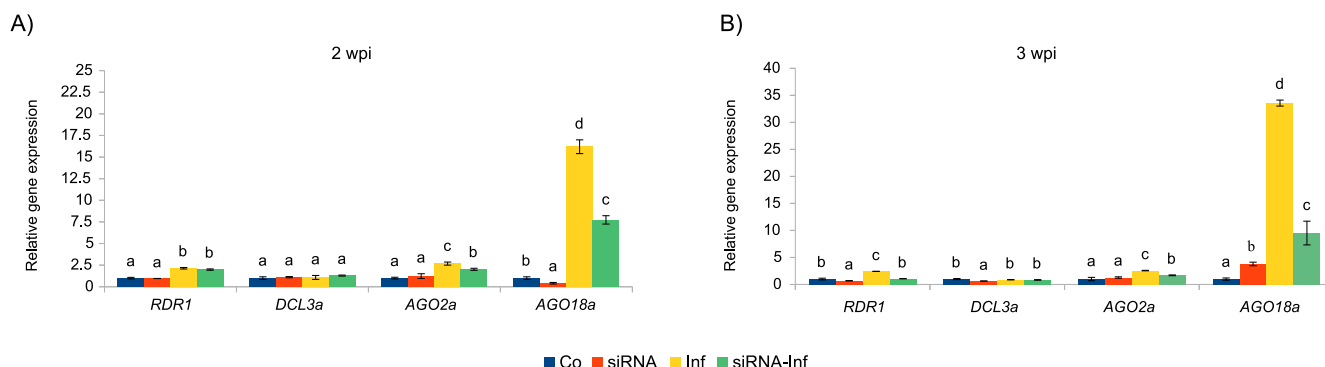 A)
2 wpi
Relative gene expression
25
22.5
20
17.5
15
12.5
10
7.5
5
2.5
0
a a b b a a a a a a c b b a d c
RDR1 DCL3a AGO2a AGO18a
B)
3 wpi
Relative gene expression
40
35
30
25
20
15
10
5
0
b a c b b a b b a a c b a b d c
RDR1 DCL3a AGO2a AGO18a
Co siRNA Inf siRNA-Inf